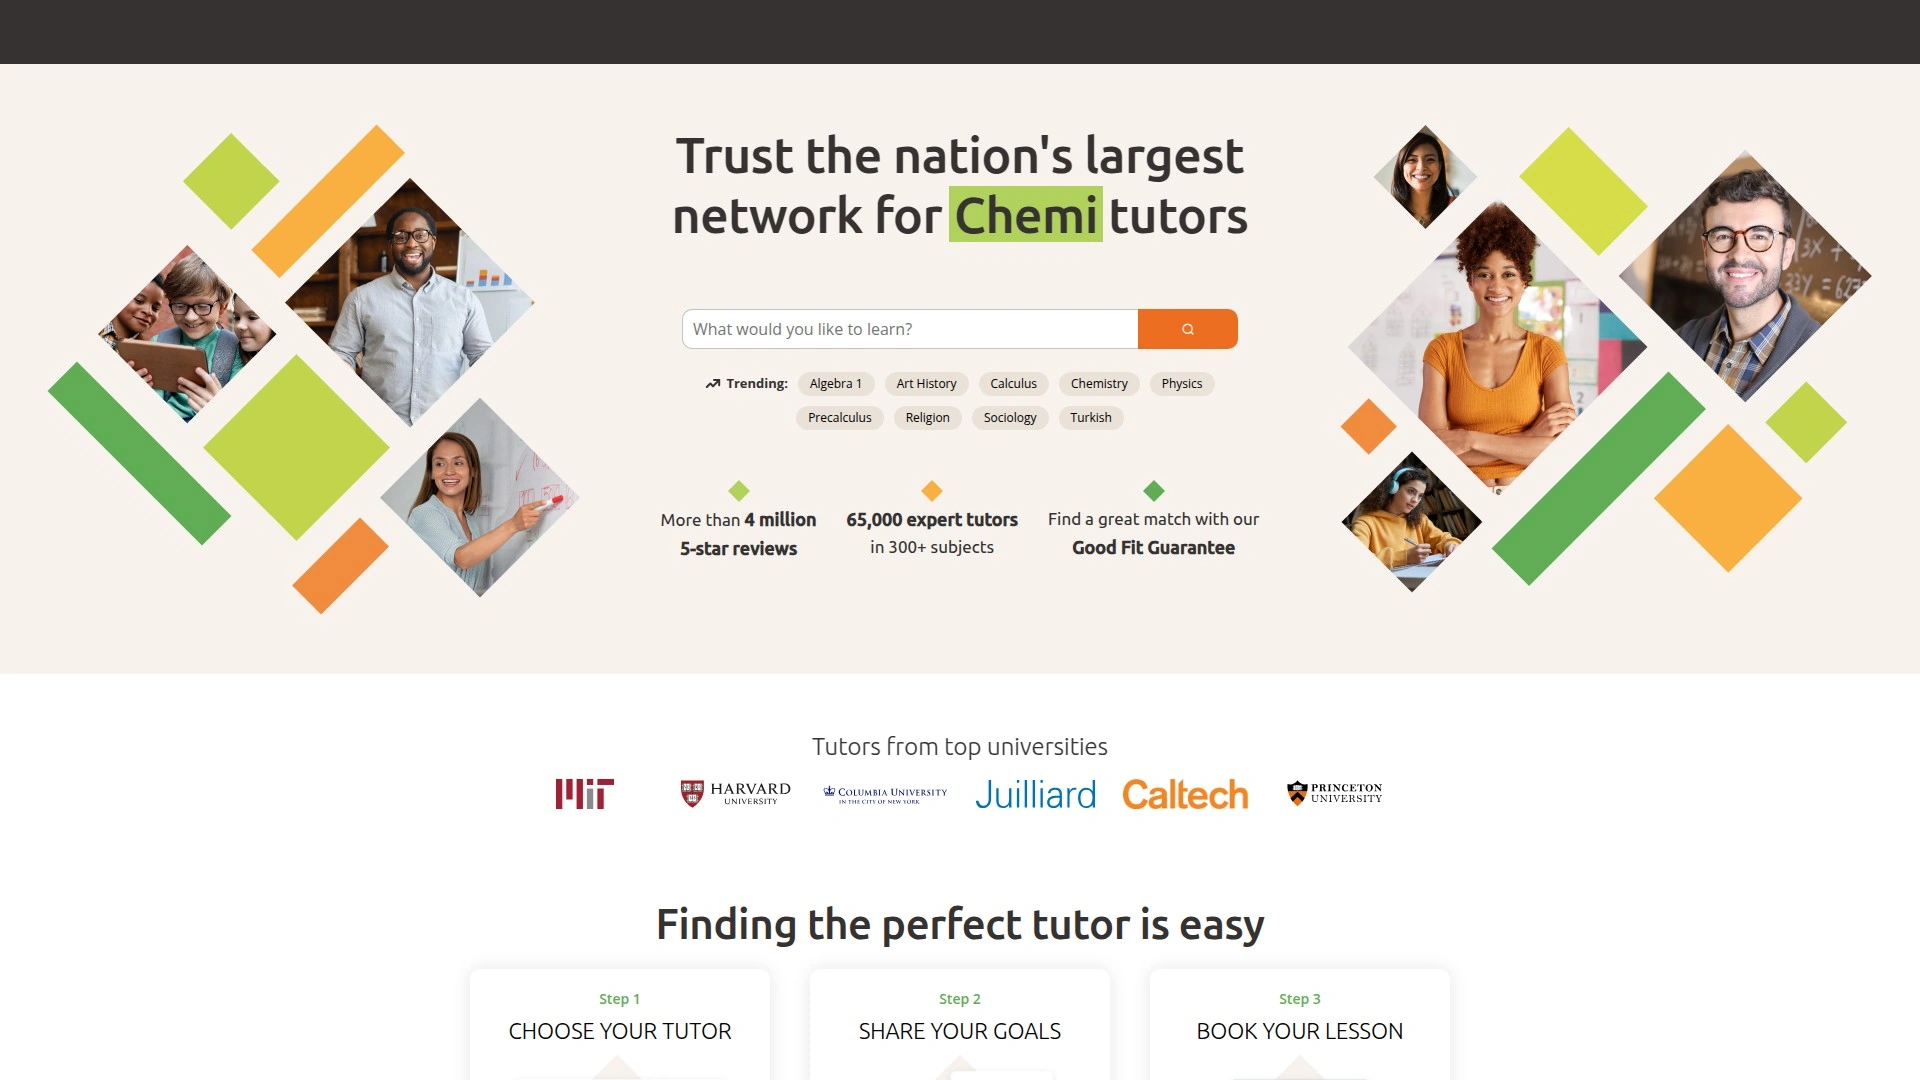 Trust the nation's largest
network for Chemi tutors
What would you like to learn?
Trending: Algebra 1 Art History Calculus Chemistry Physics
Precalculus Religion Sociology Turkish
More than 4 million
5-star reviews
65,000 expert tutors
in 300+ subjects
Find a great match with our
Good Fit Guarantee
Tutors from top universities
MIT
HARVARD
UNIVERSITY
COLUMBIA UNIVERSITY
IN THE CITY OF NEW YORK
Juilliard
Caltech
PRINCETON
UNIVERSITY
Finding the perfect tutor is easy
Step 1
CHOOSE YOUR TUTOR
Step 2
SHARE YOUR GOALS
Step 3
BOOK YOUR LESSON